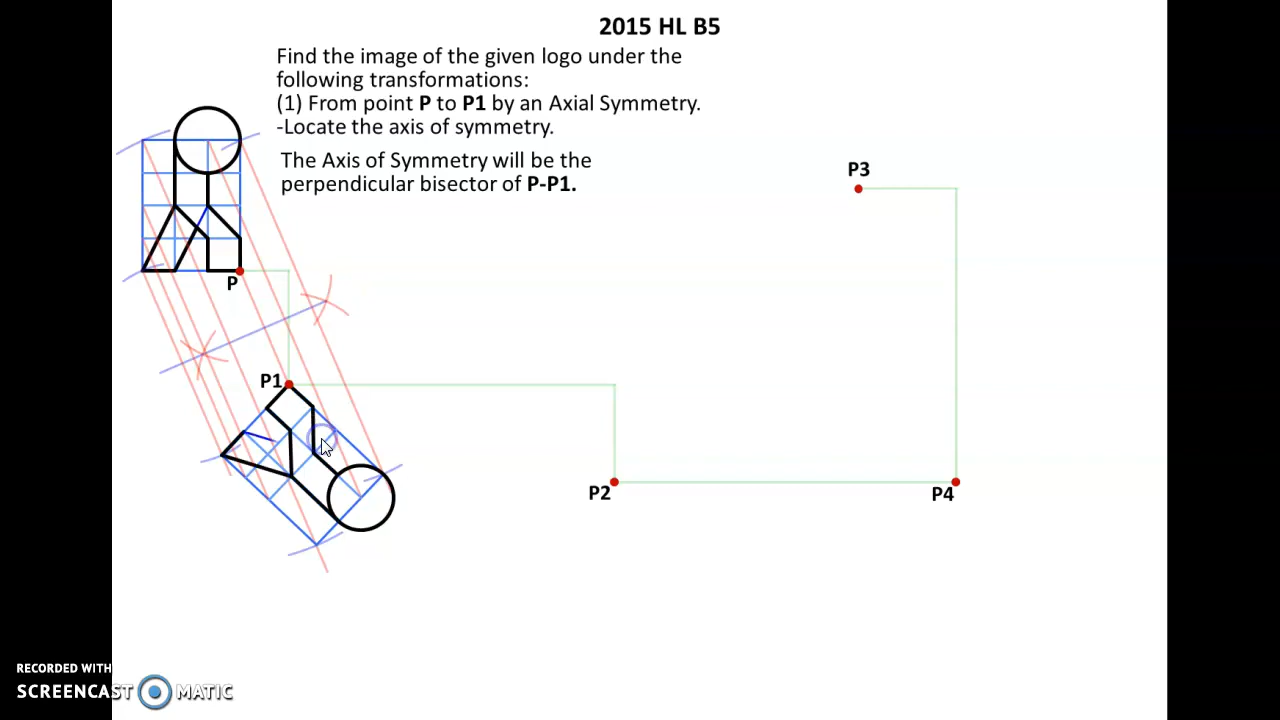 2015 HL B5
Find the image of the given logo under the
following transformations:
(1) From point P to P1 by an Axial Symmetry.
-Locate the axis of symmetry.
The Axis of Symmetry will be the
perpendicular bisector of P-P1.
P3
P
P1
P2
P4
RECORDED WITH
SCREENCAST MATIC